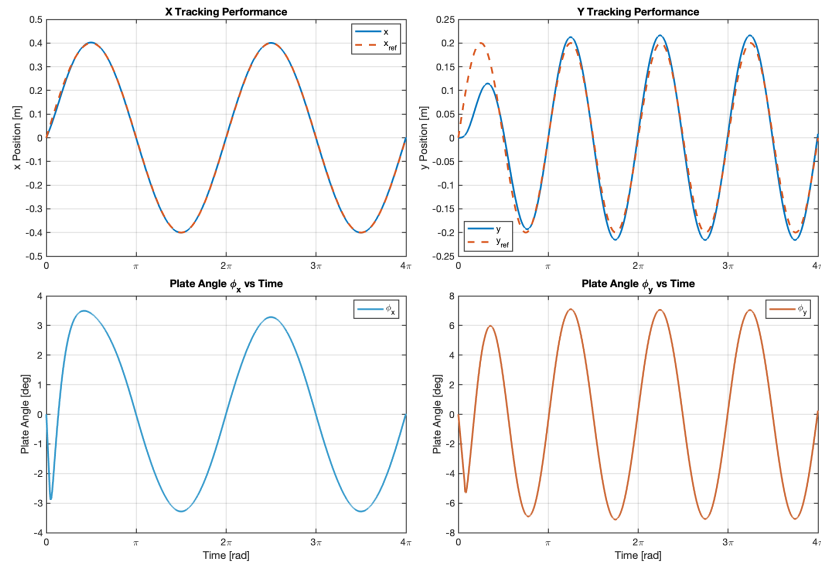 X Tracking Performance
x Position [m]
0.5
0.4
0.3
0.2
0.1
0
-0.1
-0.2
-0.3
-0.4
-0.5
0
π
2π
3π
4π
x
x_ref
Y Tracking Performance
y Position [m]
0.25
0.2
0.15
0.1
0.05
0
-0.05
-0.1
-0.15
-0.2
-0.25
0
π
2π
3π
4π
y
y_ref
Plate Angle ϕ_x vs Time
Plate Angle [deg]
4
3
2
1
0
-1
-2
-3
-4
0
π
2π
3π
4π
Time [rad]
ϕ_x
Plate Angle ϕ_y vs Time
Plate Angle [deg]
8
6
4
2
0
-2
-4
-6
-8
0
π
2π
3π
4π
Time [rad]
ϕ_y